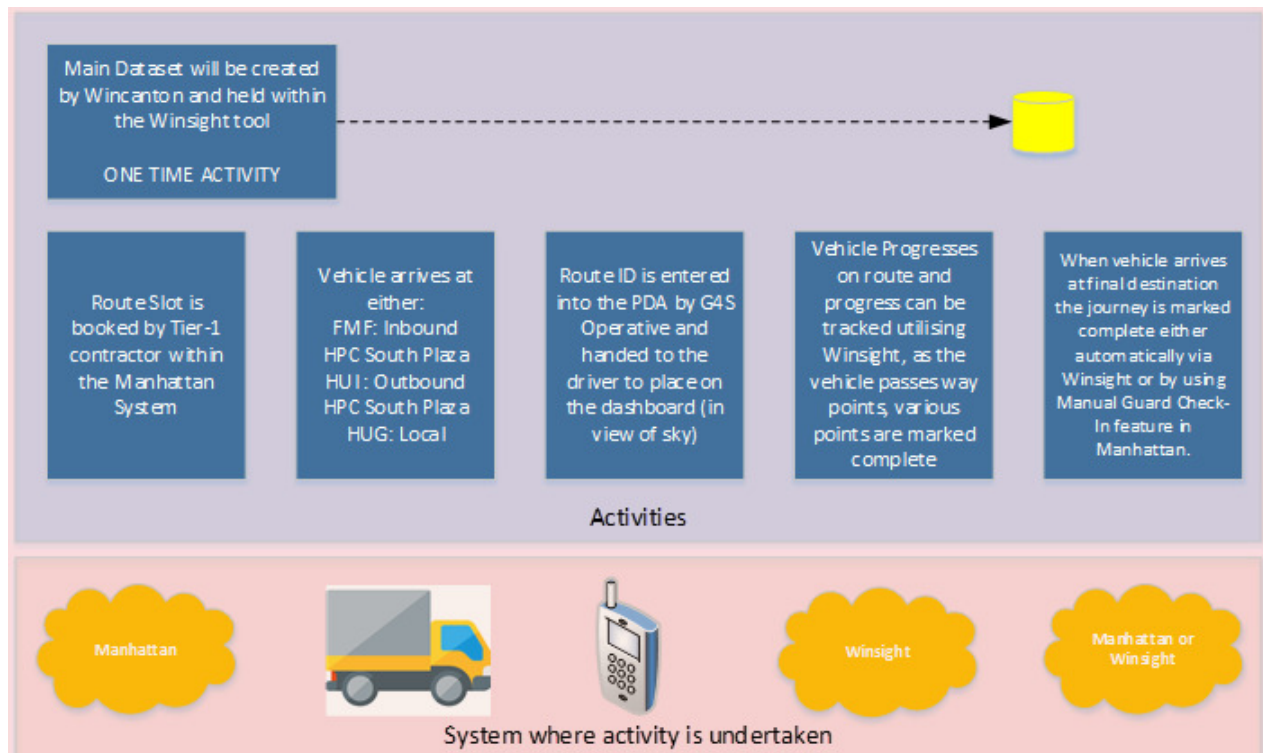 Main Dataset will be created
by Wincanton and held within
the Winsight tool
ONE TIME ACTIVITY
Route Slot is
booked by Tier-1
contractor within
the Manhattan
System
Vehicle arrives at
either:
FMF: Inbound
HPC South Plaza
HUI: Outbound
HPC South Plaza
HUG: Local
Route ID is entered
into the PDA by G4S
Operative and
handed to the
driver to place on
the dashboard (in
view of sky)
Vehicle Progresses
on route and
progress can be
tracked utilising
Winsight, as the
vehicle passes way
points, various
points are marked
complete
When vehicle arrives
at final destination
the journey is marked
complete either
automatically via
Winsight or by using
Manual Guard Check-
In feature in
Manhattan.
Activities
Manhattan
Winsight
Manhattan or
Winsight
System where activity is undertaken